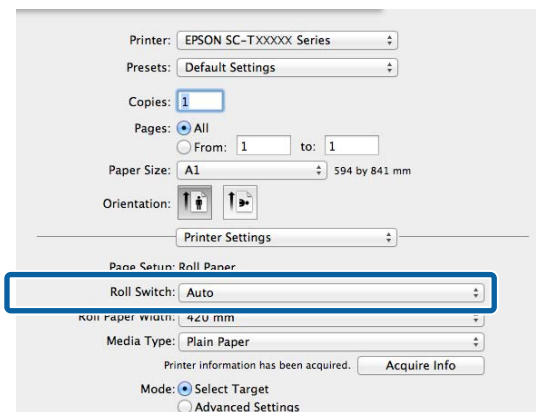 Printer: EPSON SC-TXXXXX Series
Presets: Default Settings
Copies: 1
Pages: All
From: 1 to: 1
Paper Size: A1 594 by 841 mm
Orientation:
Printer Settings
Page Setup: Roll Paper
Roll Switch: Auto
Roll Paper Width: 420 mm
Media Type: Plain Paper
Printer information has been acquired. Acquire Info
Mode: Select Target
Advanced Settings